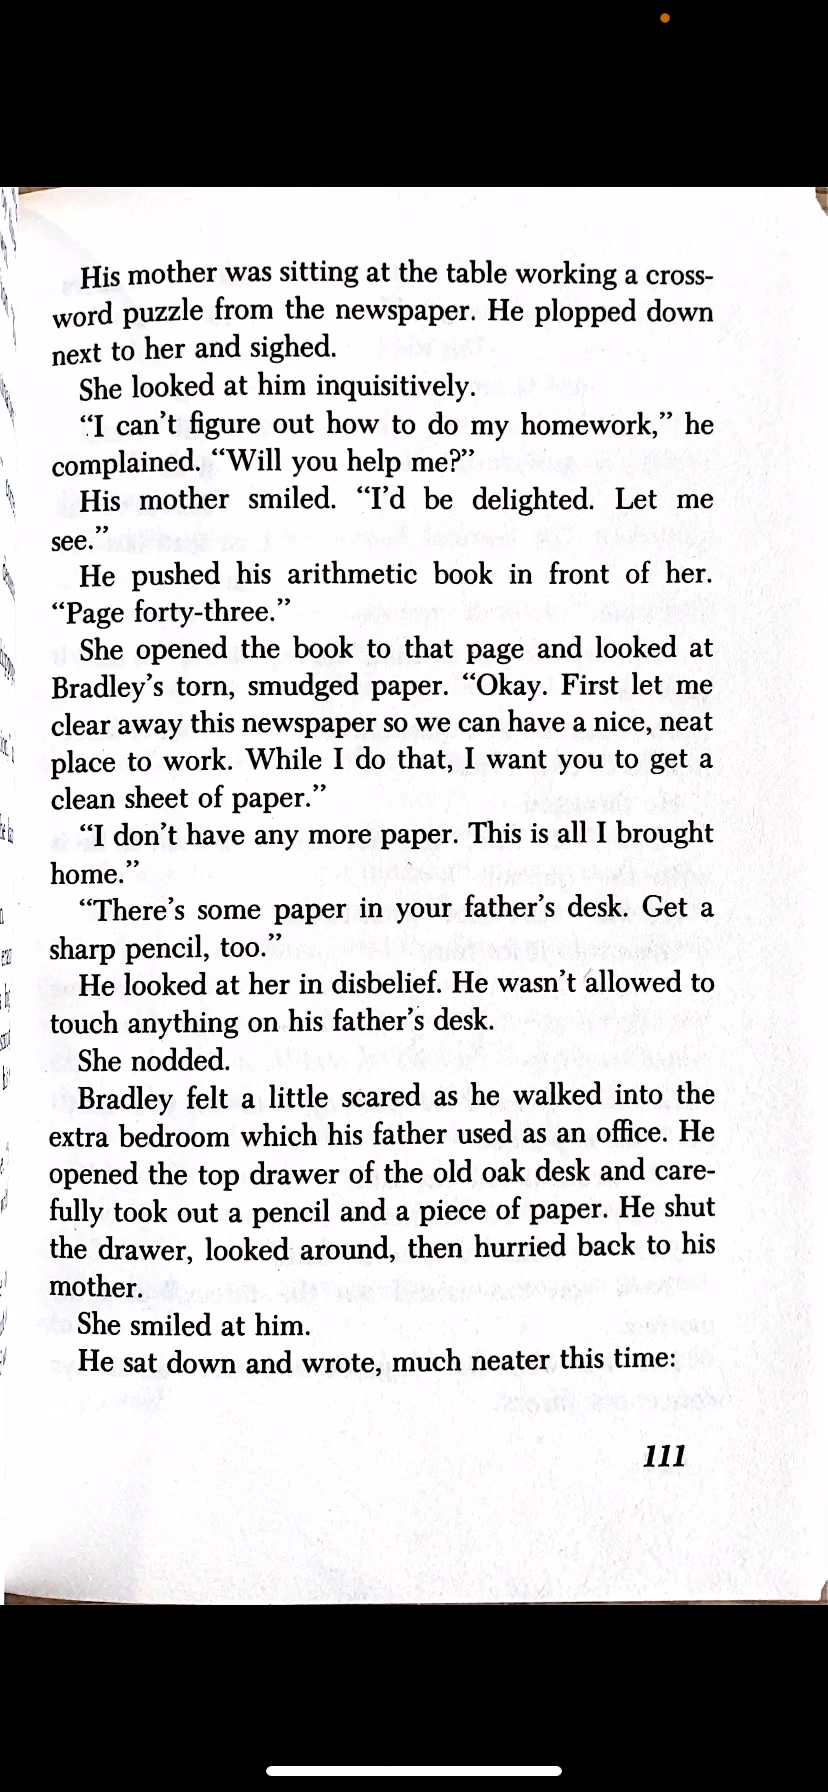 His mother was sitting at the table working a cross-
word puzzle from the newspaper. He plopped down
next to her and sighed.
She looked at him inquisitively.
“I can’t figure out how to do my homework,” he
complained. “Will you help me?”
His mother smiled. “I’d be delighted. Let me
see.”
He pushed his arithmetic book in front of her.
“Page forty-three.”
She opened the book to that page and looked at
Bradley’s torn, smudged paper. “Okay. First let me
clear away this newspaper so we can have a nice, neat
place to work. While I do that, I want you to get a
clean sheet of paper.”
“I don’t have any more paper. This is all I brought
home.”
“There’s some paper in your father’s desk. Get a
sharp pencil, too.”
He looked at her in disbelief. He wasn’t allowed to
touch anything on his father’s desk.
She nodded.
Bradley felt a little scared as he walked into the
extra bedroom which his father used as an office. He
opened the top drawer of the old oak desk and care-
fully took out a pencil and a piece of paper. He shut
the drawer, looked around, then hurried back to his
mother.
She smiled at him.
He sat down and wrote, much neater this time:
111